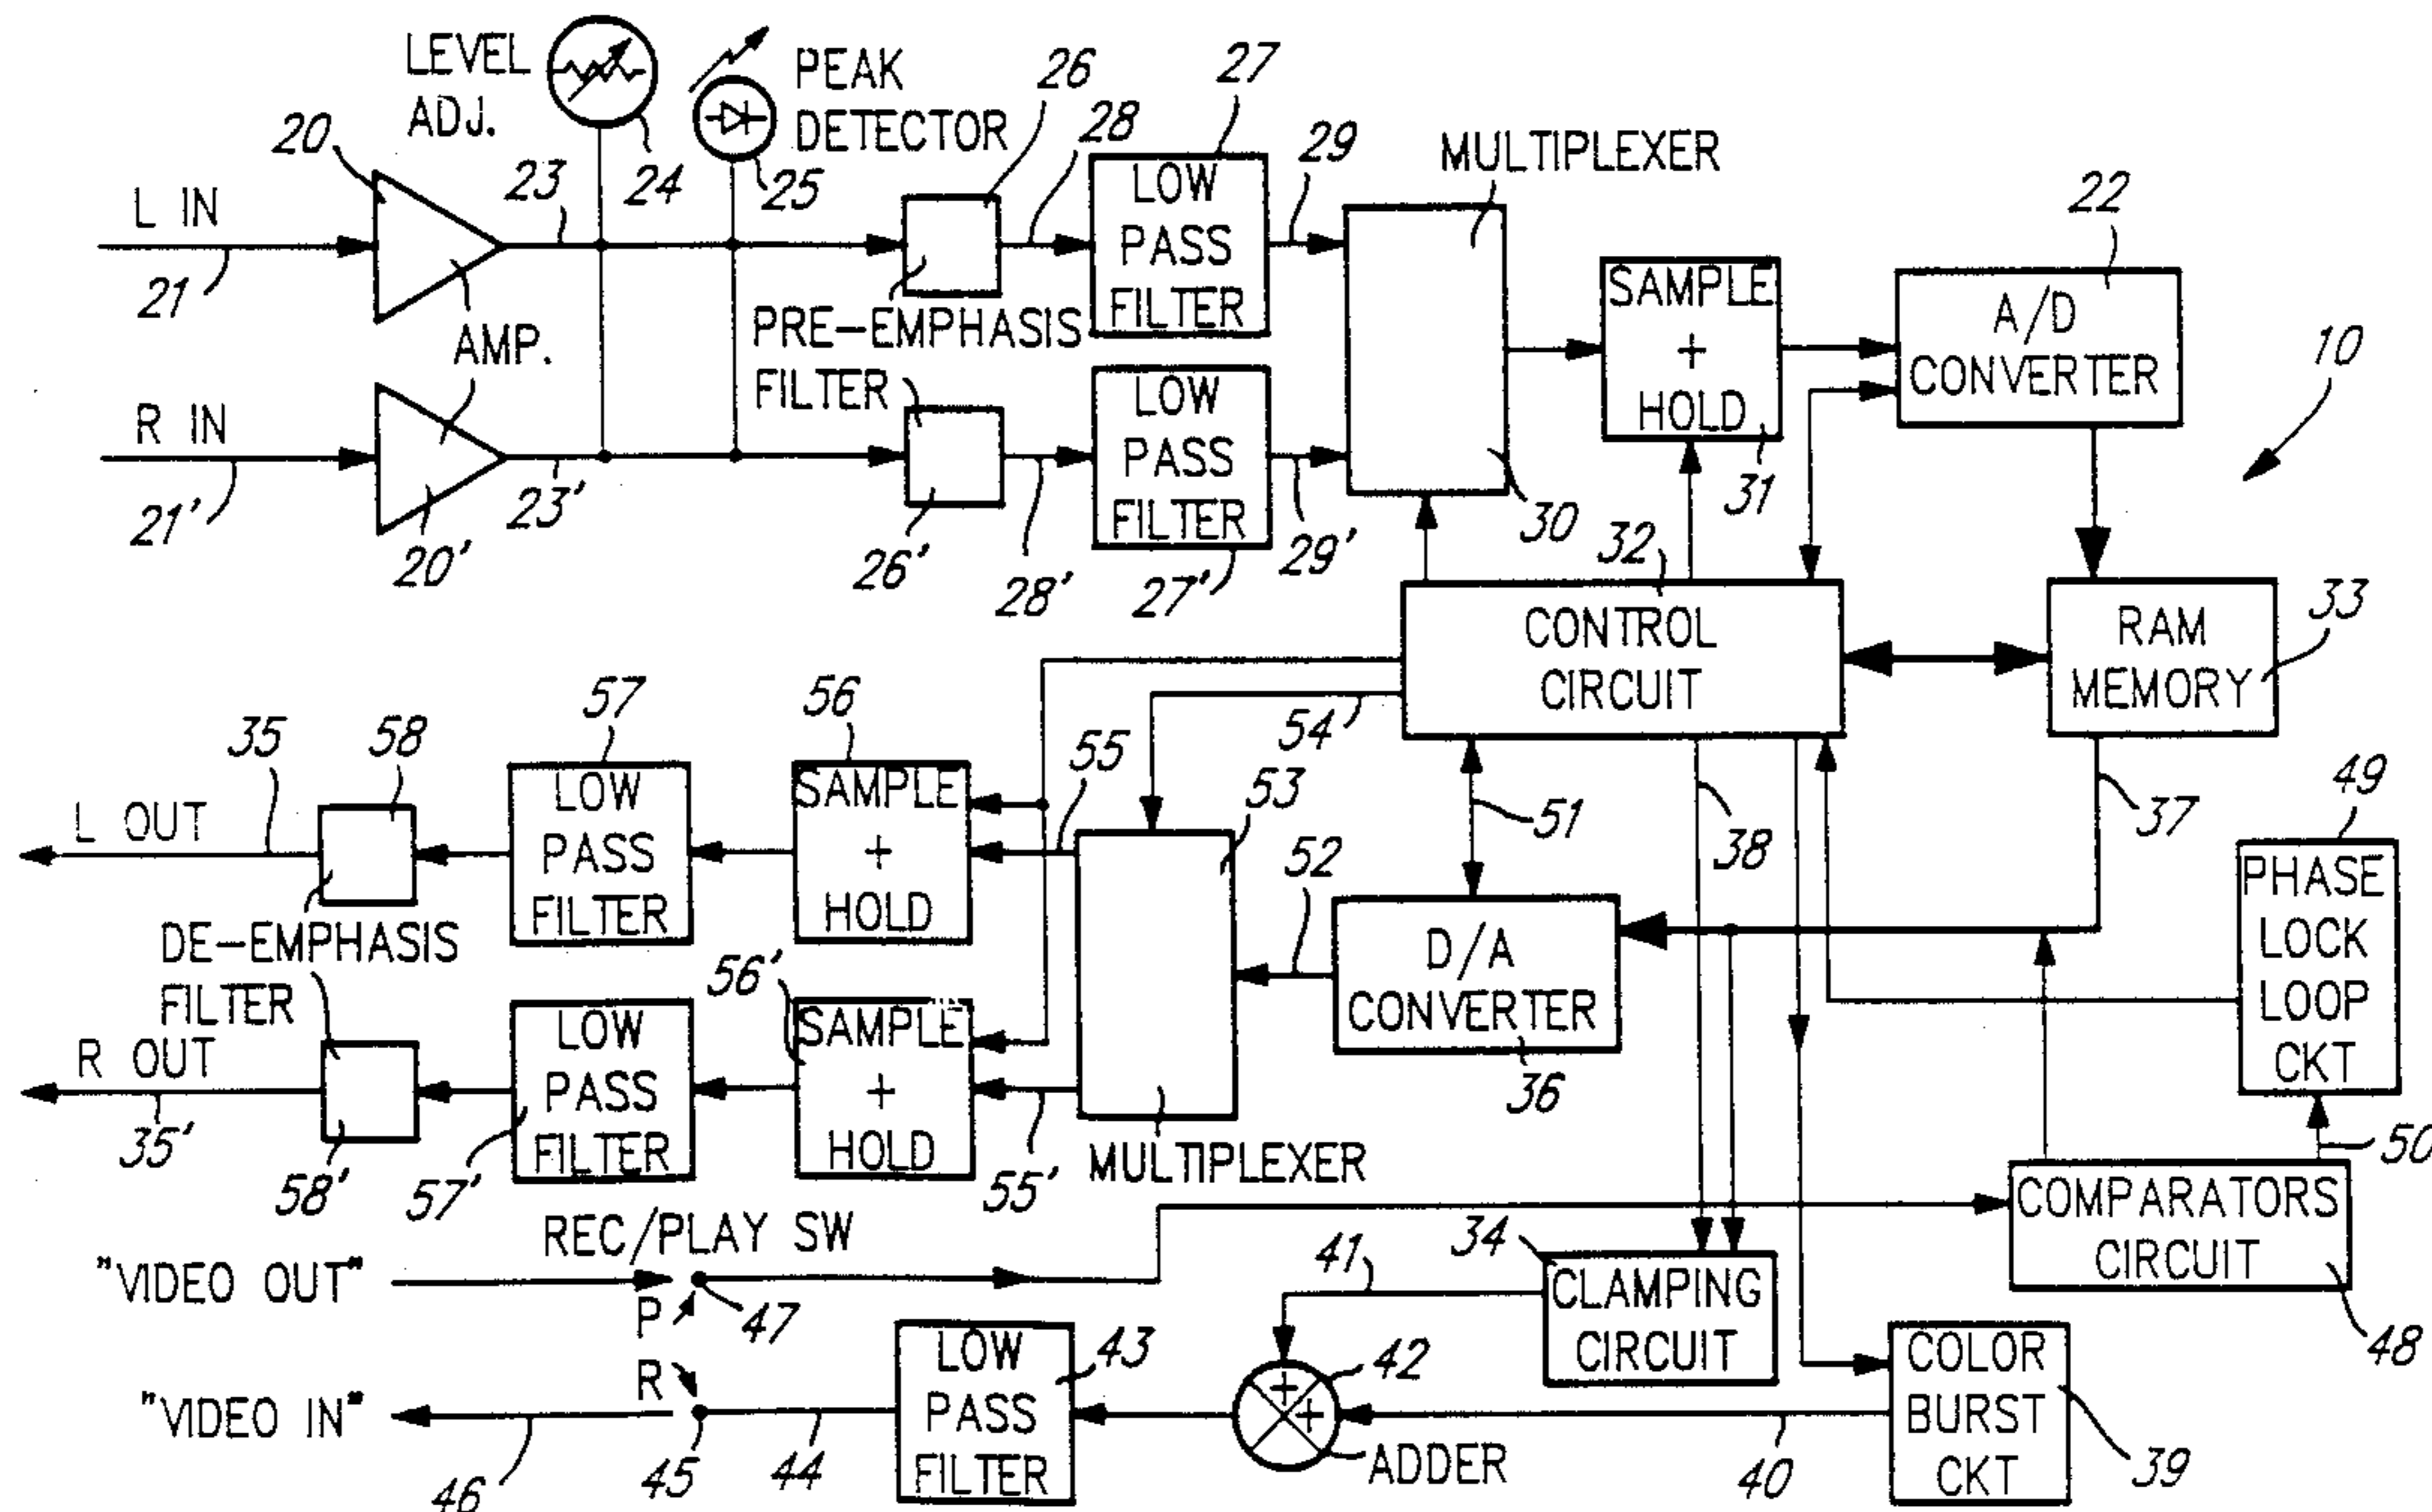 LEVEL
ADJ.
24
PEAK
DETECTOR
25
20
L IN
21
23
AMP.
26
28
27
LOW
PASS
FILTER
29
MULTIPLEXER
SAMPLE
+
HOLD
31
22
A/D
CONVERTER
10
PRE-EMPHASIS
FILTER
R IN
21'
20'
23'
26'
28'
LOW
PASS
FILTER
27'
29'
30
32
CONTROL
CIRCUIT
RAM
MEMORY
33
54
35
58
57
56
L OUT
LOW
PASS
FILTER
SAMPLE
+
HOLD
55
53
51
38
37
49
52
D/A
CONVERTER
36
PHASE
LOCK
LOOP
CKT
50
DE-EMPHASIS
FILTER
R OUT
35'
58'
LOW
PASS
FILTER
57'
56'
SAMPLE
+
HOLD
55'
MULTIPLEXER
COMPARATORS
CIRCUIT
48
REC/PLAY SW
"VIDEO OUT"
P
47
41
34
CLAMPING
CIRCUIT
"VIDEO IN"
R
46
45
44
LOW
PASS
FILTER
43
+
+
42
ADDER
40
COLOR
BURST
CKT
39